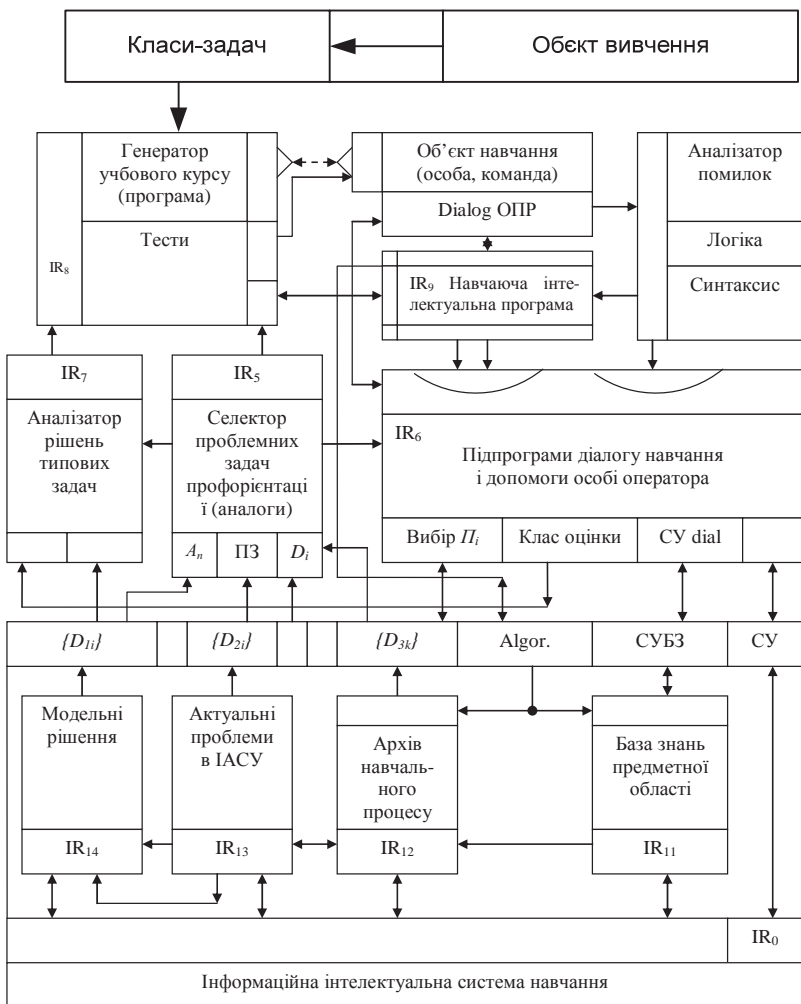 Класи-задач
Обєкт вивчення
Генератор
учбового курсу
(програма)
Тести
IR8
Об’єкт навчання
(особа, команда)
Dialog ОПР
Аналізатор
помилок
Логіка
Синтаксис
IR9 Навчаюча інте-
лектуальна програма
IR7
Аналізатор
рішень
типових
задач
IR5
Селектор
проблемних
задач
профорієнтаці
ї (аналоги)
An
ПЗ
Di
IR6
Підпрограми діалогу навчання
і допомоги особі оператора
Вибір Пi
Клас оцінки
СУ dial
{D1i}
{D2i}
{D3k}
Algor.
СУБЗ
СУ
Модельні
рішення
IR14
Актуальні
проблеми
в ІАСУ
IR13
Архів
навчаль-
ного
процесу
IR12
База знань
предметної
області
IR11
IR0
Інформаційна інтелектуальна система навчання